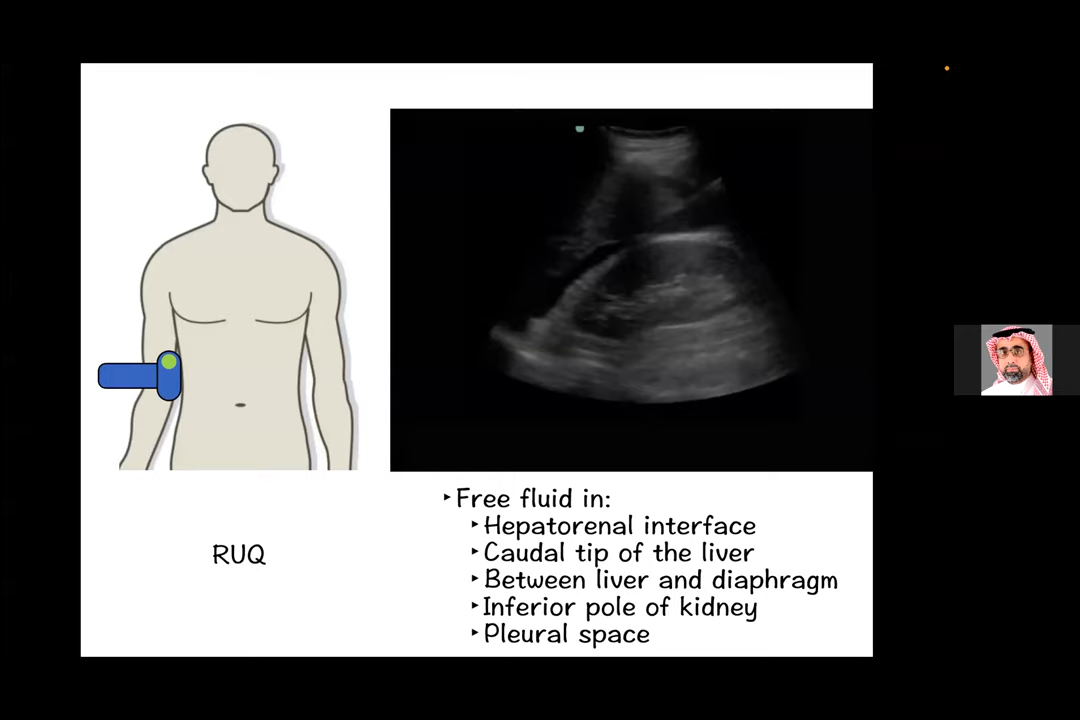 RUQ
‣Free fluid in:
‣Hepatorenal interface
‣Caudal tip of the liver
‣Between liver and diaphragm
‣Inferior pole of kidney
‣Pleural space